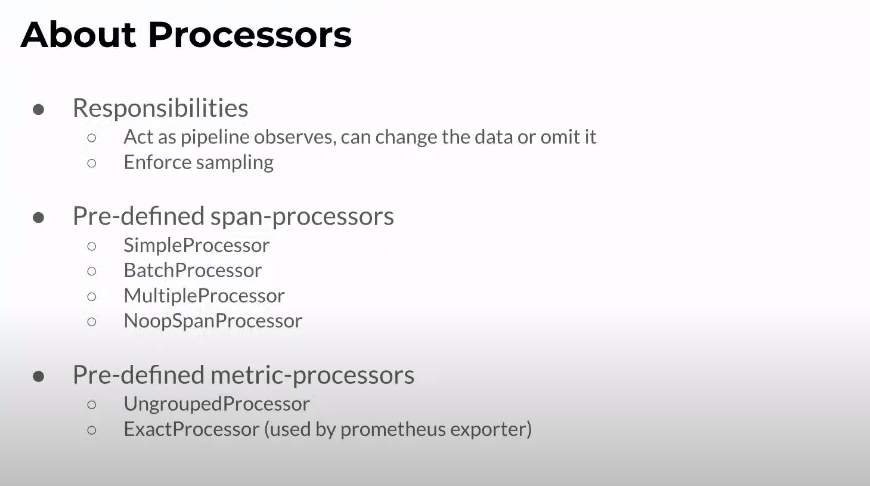 About Processors
● Responsibilities
○ Act as pipeline observes, can change the data or omit it
○ Enforce sampling
● Pre-defined span-processors
○ SimpleProcessor
○ BatchProcessor
○ MultipleProcessor
○ NoopSpanProcessor
● Pre-defined metric-processors
○ UngroupedProcessor
○ ExactProcessor (used by prometheus exporter)